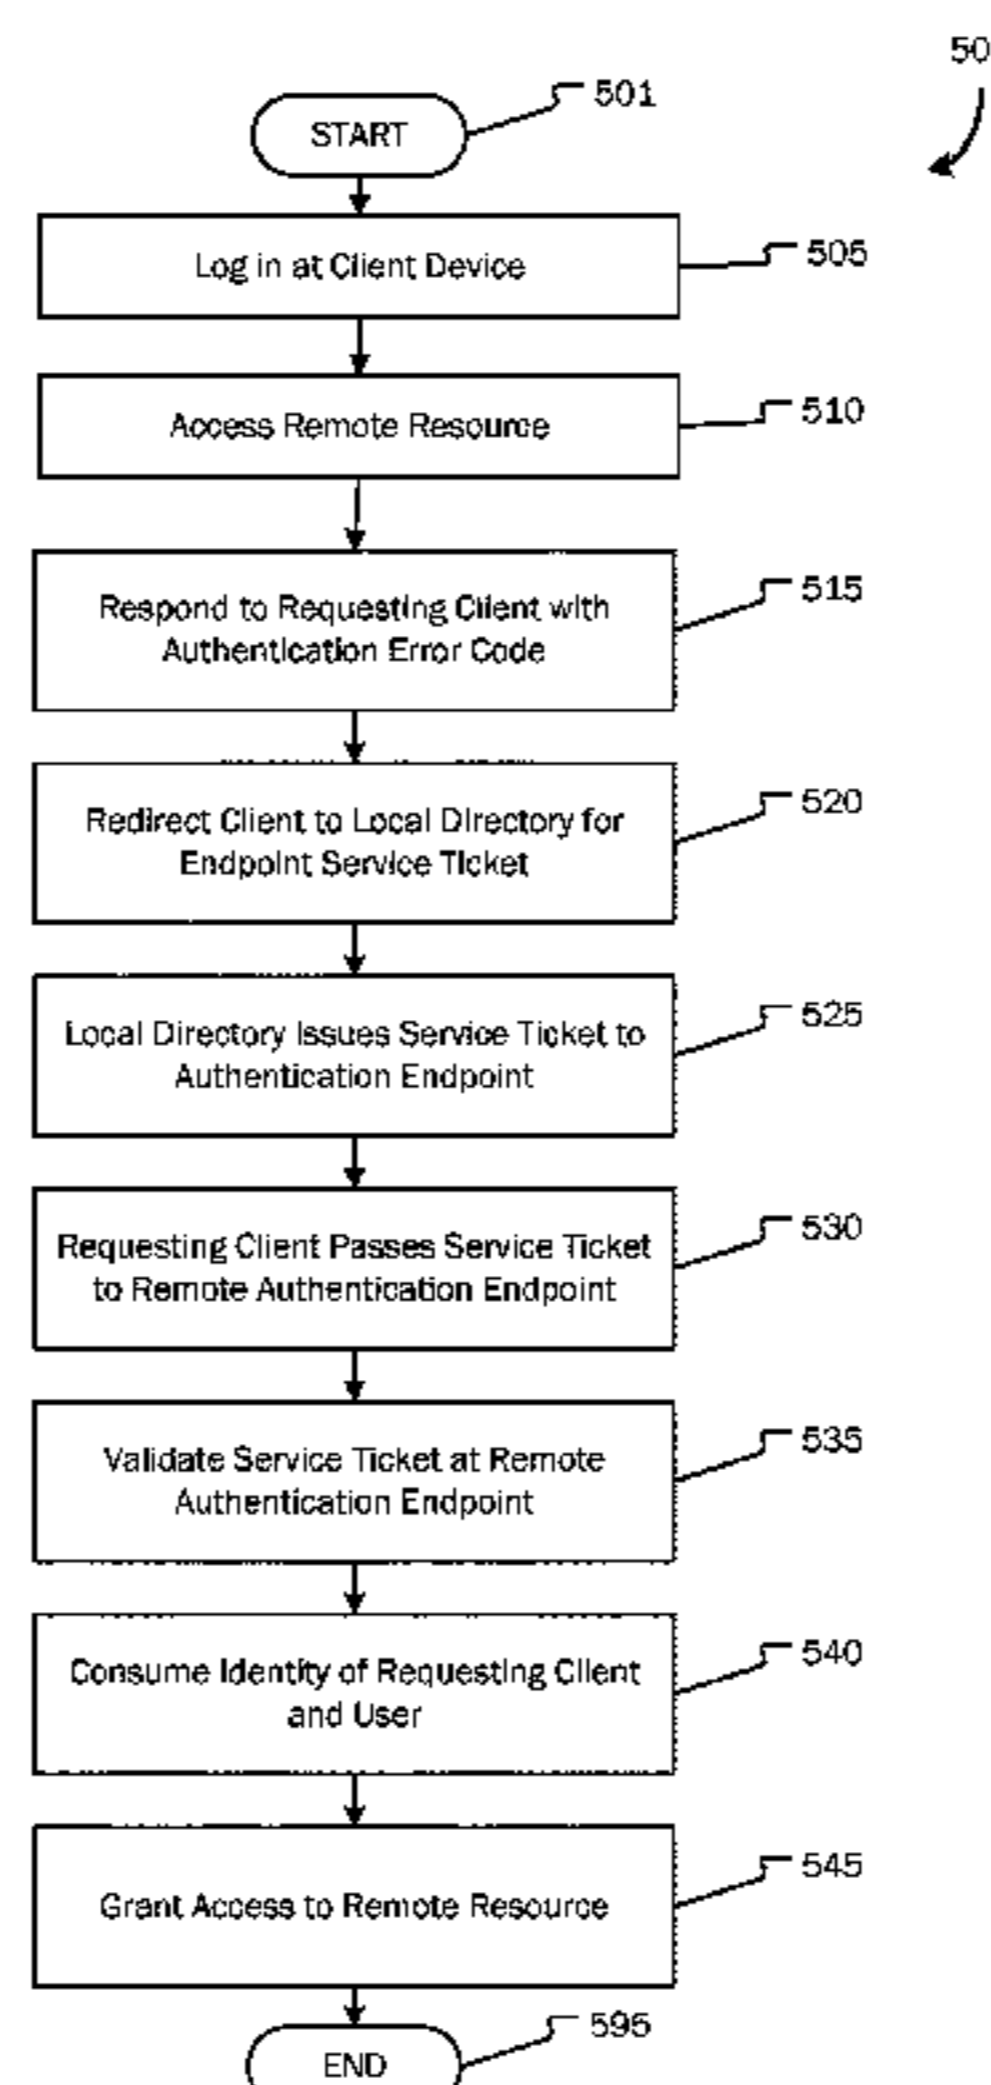 50
START
501
Log in at Client Device
505
Access Remote Resource
510
Respond to Requesting Client with
Authentication Error Code
515
Redirect Client to Local Directory for
Endpoint Service Ticket
520
Local Directory Issues Service Ticket to
Authentication Endpoint
525
Requesting Client Passes Service Ticket
to Remote Authentication Endpoint
530
Validate Service Ticket at Remote
Authentication Endpoint
535
Consume Identity of Requesting Client
and User
540
Grant Access to Remote Resource
545
END
595